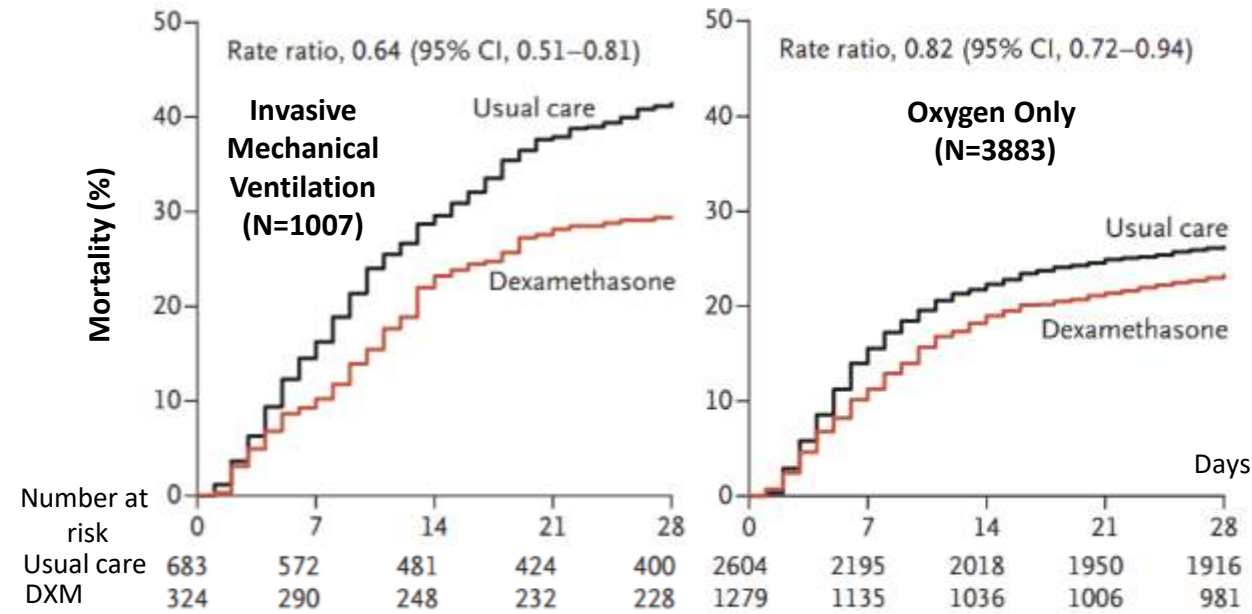 Rate ratio, 0.64 (95% CI, 0.51–0.81)
Invasive
Mechanical
Ventilation
(N=1007)
Usual care
Dexamethasone
Mortality (%)
50
40
30
20
10
0
0 7 14 21 28
Rate ratio, 0.82 (95% CI, 0.72–0.94)
Oxygen Only
(N=3883)
Usual care
Dexamethasone
Days
50
40
30
20
10
0
0 7 14 21 28
Number at
risk
Usual care 683 572 481 424 400 2604 2195 2018 1950 1916
DXM 324 290 248 232 228 1279 1135 1036 1006 981